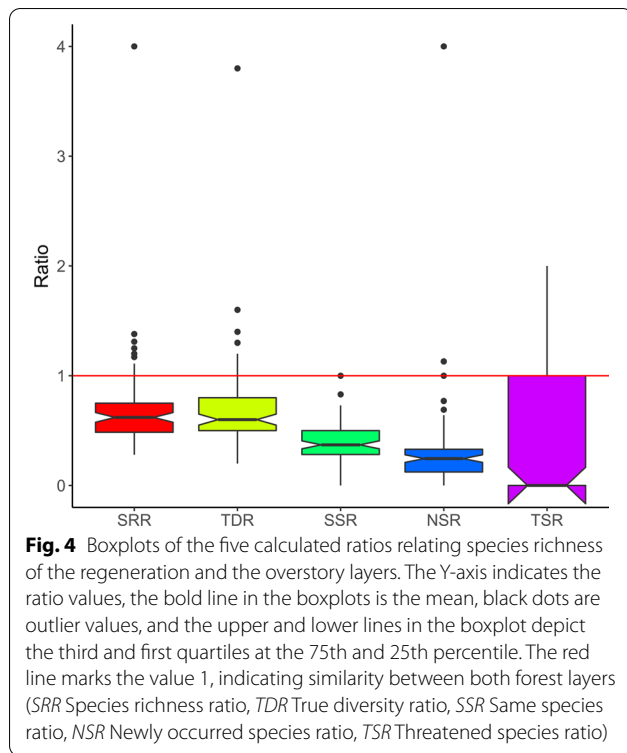 4
3
2
1
0
Ratio
SRR TDR SSR NSR TSR
Fig. 4 Boxplots of the five calculated ratios relating species richness
of the regeneration and the overstory layers. The Y-axis indicates the
ratio values, the bold line in the boxplots is the mean, black dots are
outlier values, and the upper and lower lines in the boxplot depict
the third and first quartiles at the 75th and 25th percentile. The red
line marks the value 1, indicating similarity between both forest layers
(SRR Species richness ratio, TDR True diversity ratio, SSR Same species
ratio, NSR Newly occurred species ratio, TSR Threatened species ratio)